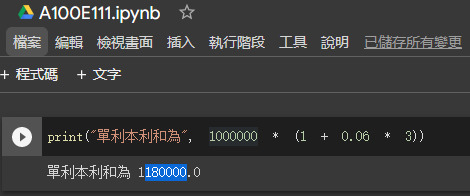 A100E111.ipynb
檔案 編輯 檢視畫面 插入 執行階段 工具 說明 已儲存所有變更
+ 程式碼 + 文字
print("單利本利和為", 1000000 * (1 + 0.06 * 3))
單利本利和為 1180000.0